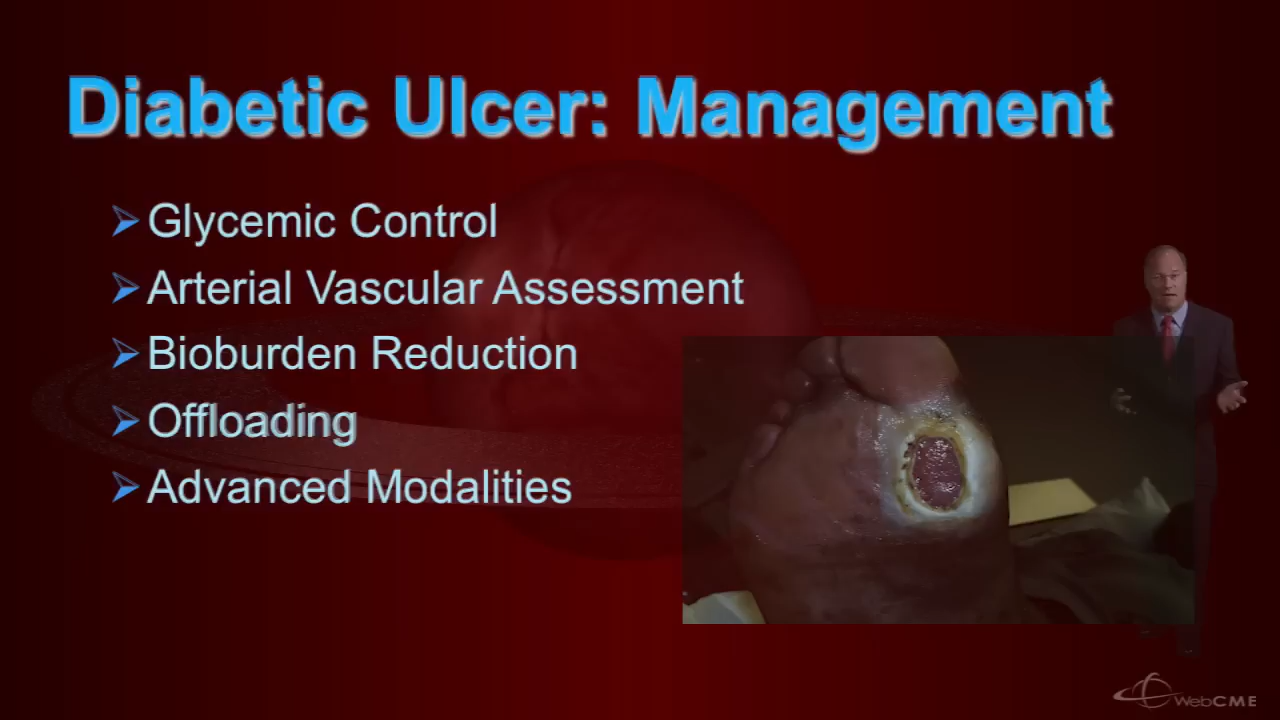 Diabetic Ulcer: Management
Glycemic Control
Arterial Vascular Assessment
Bioburden Reduction
Offloading
Advanced Modalities
WebCME